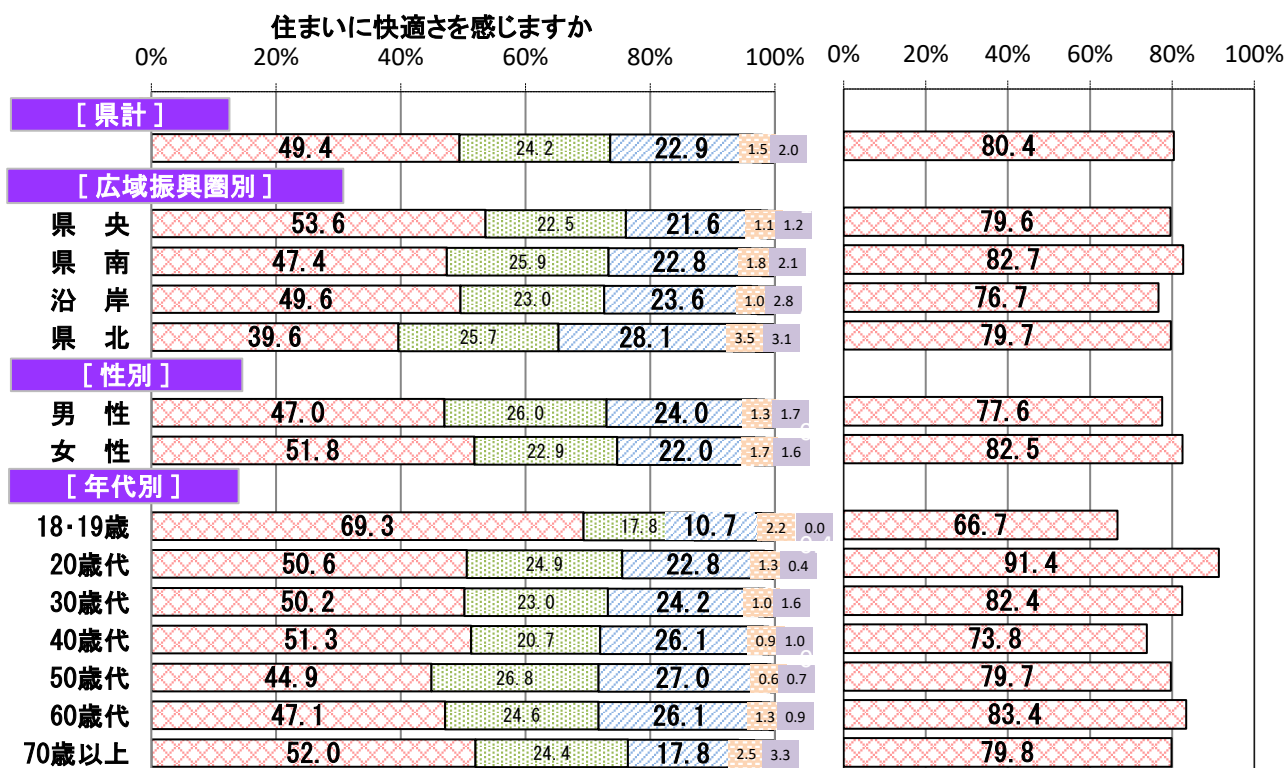 住まいに快適さを感じますか
0% 20% 40% 60% 80% 100% 0% 20% 40% 60% 80% 100%
[ 県計 ]
49.4 24.2 22.9 1.5 2.0 80.4
[ 広域振興圏別 ]
県 央 53.6 22.5 21.6 1.1 1.2 79.6
県 南 47.4 25.9 22.8 1.8 2.1 82.7
沿 岸 49.6 23.0 23.6 1.0 2.8 76.7
県 北 39.6 25.7 28.1 3.5 3.1 79.7
[ 性別 ]
男 性 47.0 26.0 24.0 1.3 1.7 77.6
女 性 51.8 22.9 22.0 1.7 1.6 82.5
[ 年代別 ]
18・19歳 69.3 17.8 10.7 2.2 0.0 66.7
20歳代 50.6 24.9 22.8 1.3 0.4 91.4
30歳代 50.2 23.0 24.2 1.0 1.6 82.4
40歳代 51.3 20.7 26.1 0.9 1.0 73.8
50歳代 44.9 26.8 27.0 0.6 0.7 79.7
60歳代 47.1 24.6 26.1 1.3 0.9 83.4
70歳以上 52.0 24.4 17.8 2.5 3.3 79.8